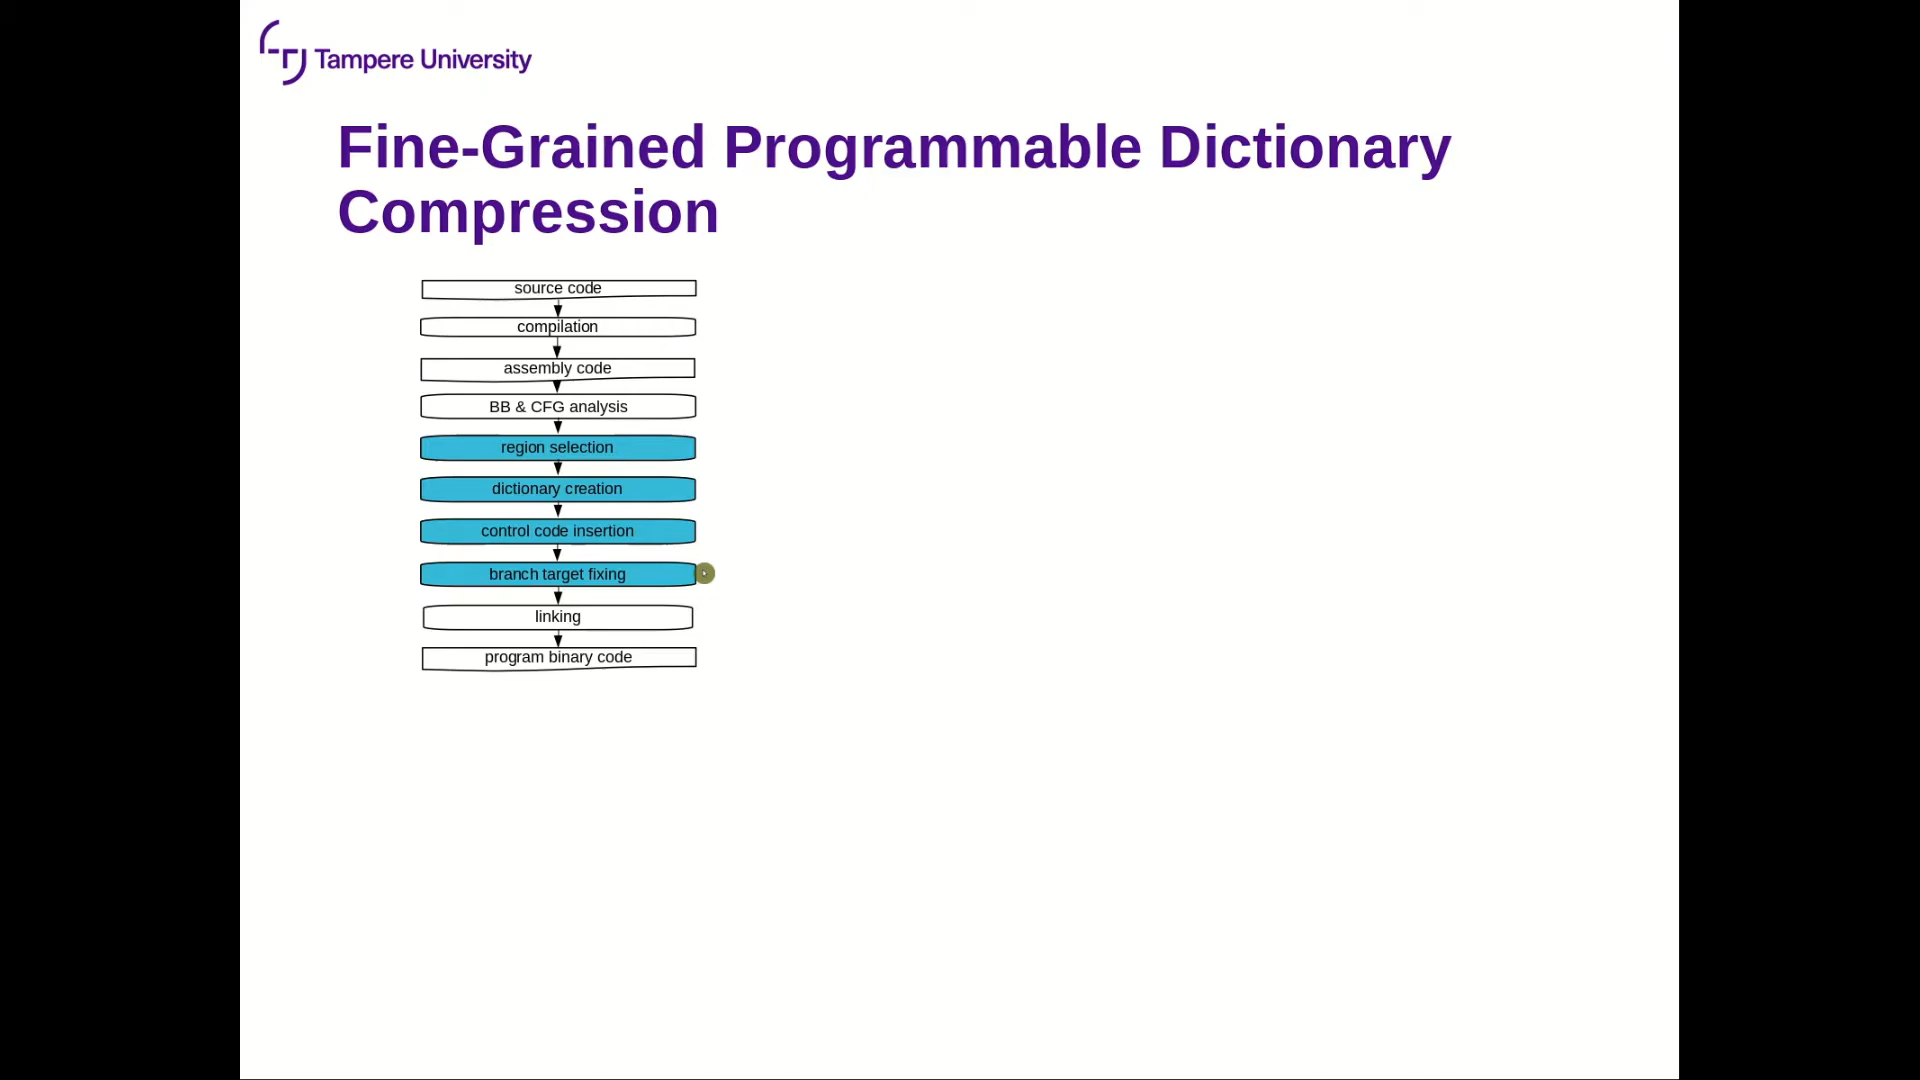 Tampere University
Fine-Grained Programmable Dictionary
Compression
source code
compilation
assembly code
BB & CFG analysis
region selection
dictionary creation
control code insertion
branch target fixing
linking
program binary code